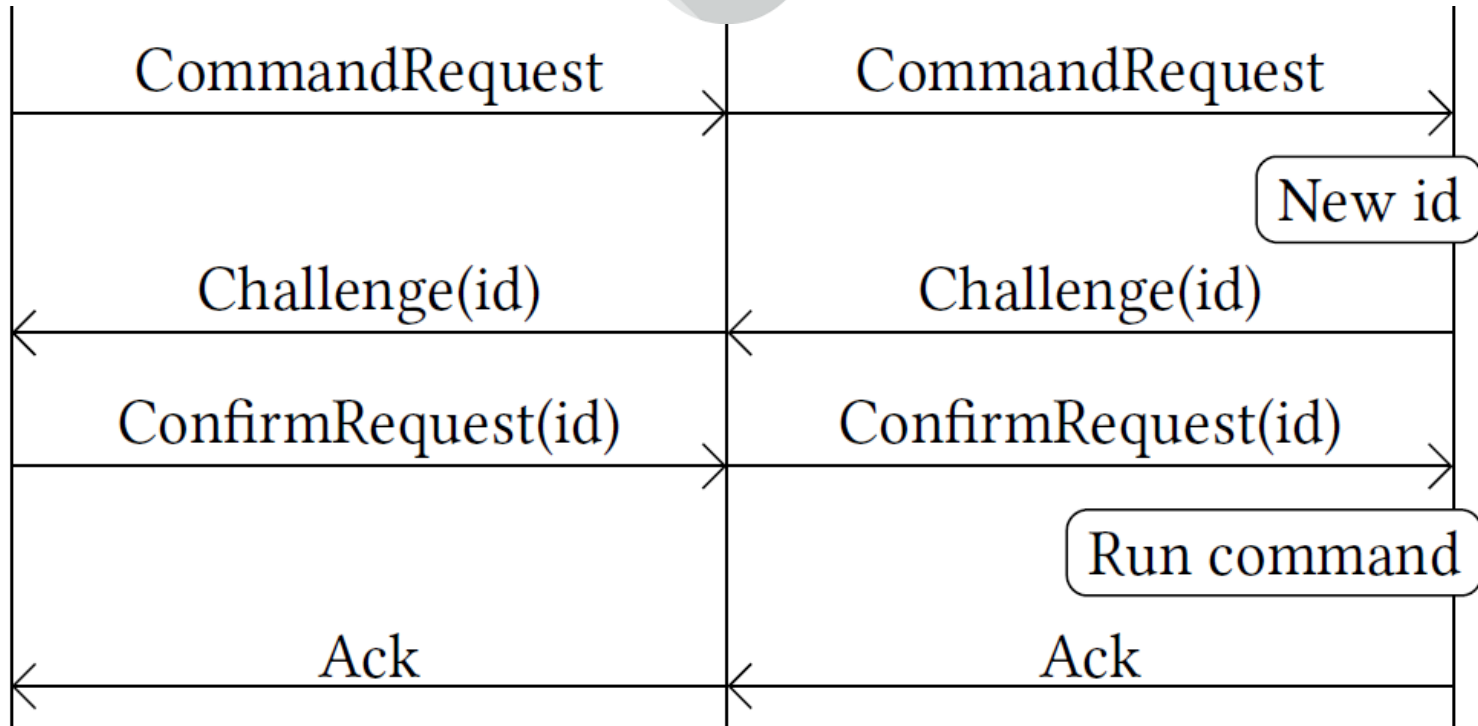 CommandRequest
CommandRequest
New id
Challenge(id)
Challenge(id)
ConfirmRequest(id)
ConfirmRequest(id)
Run command
Ack
Ack